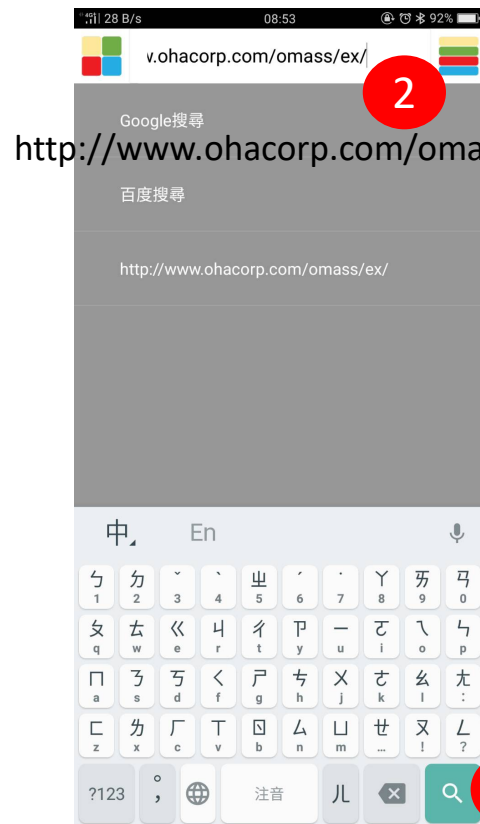 4G 28 B/s 08:53 92%
v.ohacorp.com/omass/ex/
2
Google搜尋
http://www.ohacorp.com/oma
百度搜尋
http://www.ohacorp.com/omass/ex/
中 En
ㄅ ㄉ ˇ ˋ ㄓ ˊ ˙ ㄚ ㄞ ㄢ
1 2 3 4 5 6 7 8 9 0
ㄆ ㄊ ㄍ ㄐ ㄔ ㄗ ㄧ ㄛ ㄟ ㄣ
q w e r t y u i o p
ㄇ ㄋ ㄎ ㄑ ㄕ ㄘ ㄨ ㄜ ㄠ ㄤ
a s d f g h j k l :
ㄈ ㄌ ㄏ ㄒ ㄖ ㄙ ㄩ ㄝ ㄡ ㄥ
z x c v b n m ... ! ?
?123 ° , 注音 ㄦ